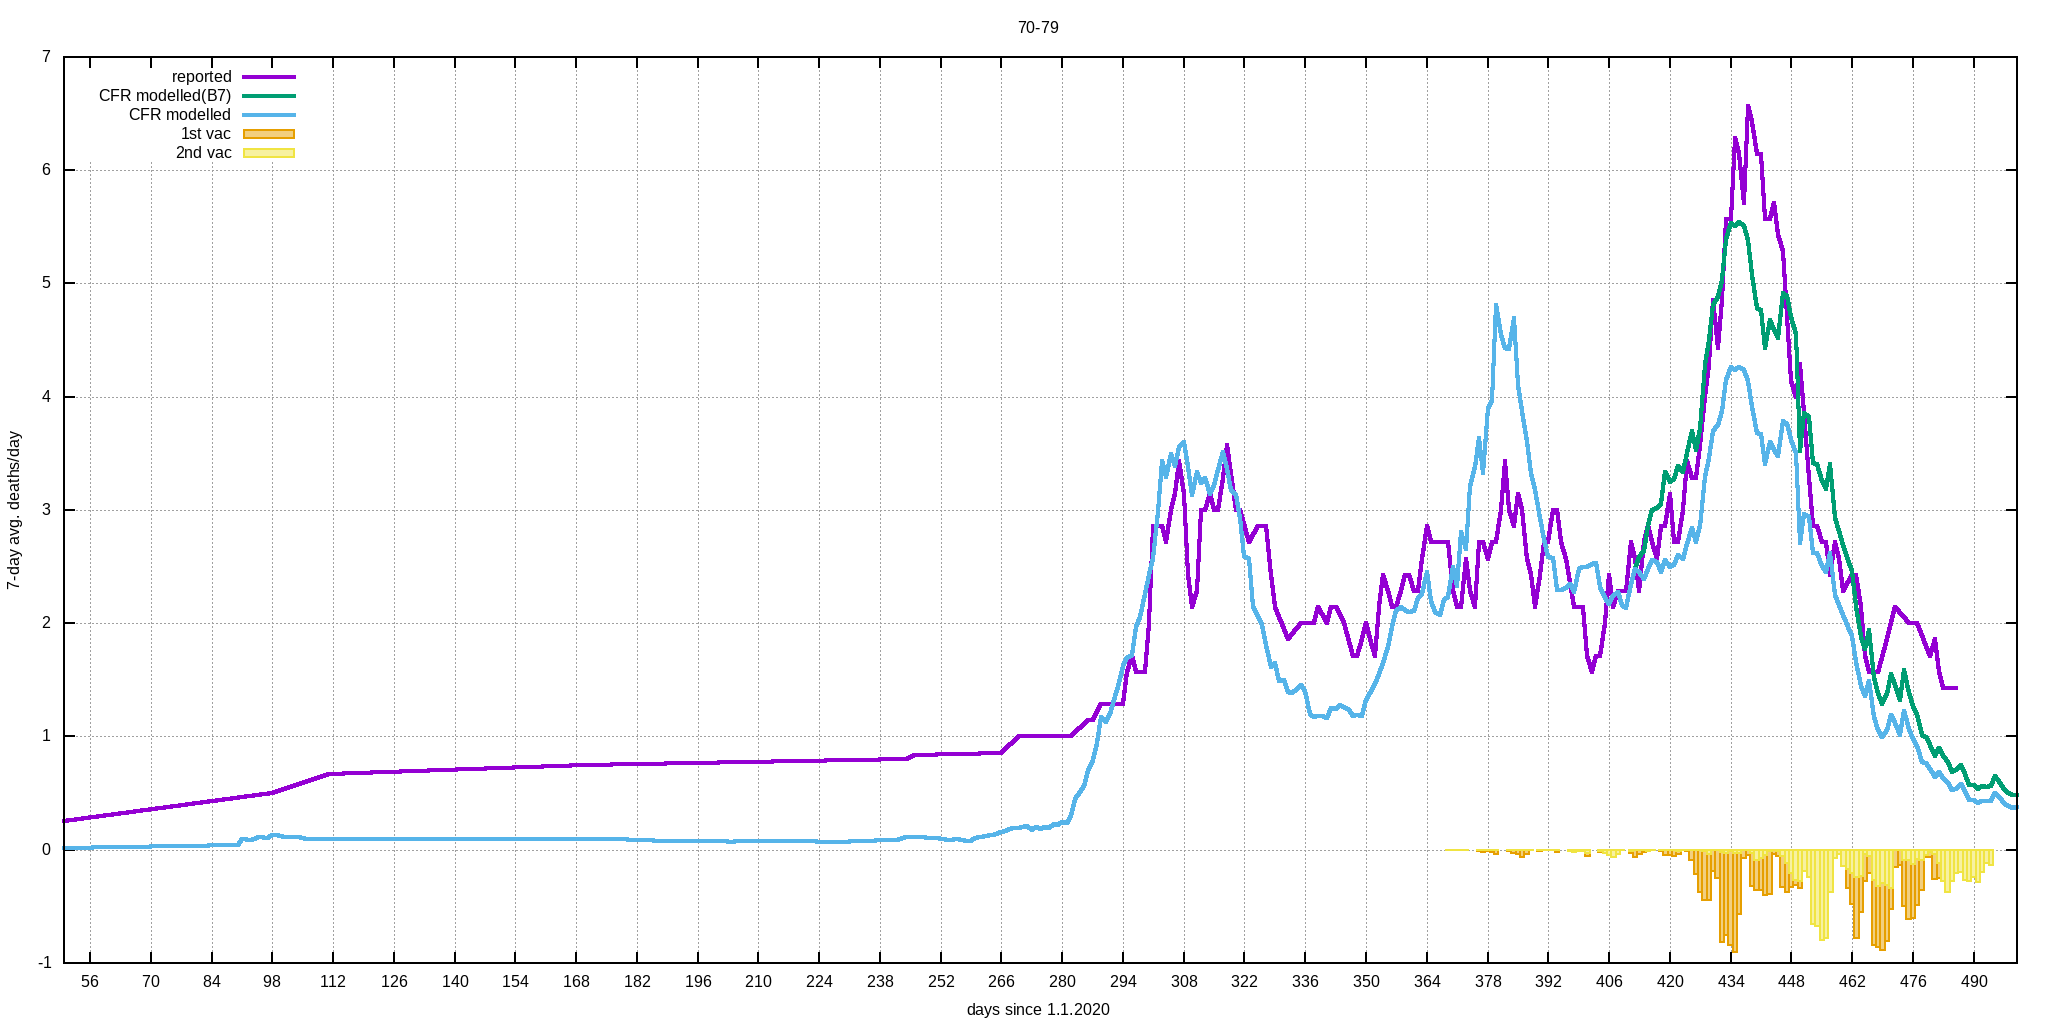 70-79
7
6
5
4
3
2
1
0
-1
7-day avg. deaths/day
reported
CFR modelled(B7)
CFR modelled
1st vac
2nd vac
56 70 84 98 112 126 140 154 168 182 196 210 224 238 252 266 280 294 308 322 336 350 364 378 392 406 420 434 448 462 476 490
days since 1.1.2020